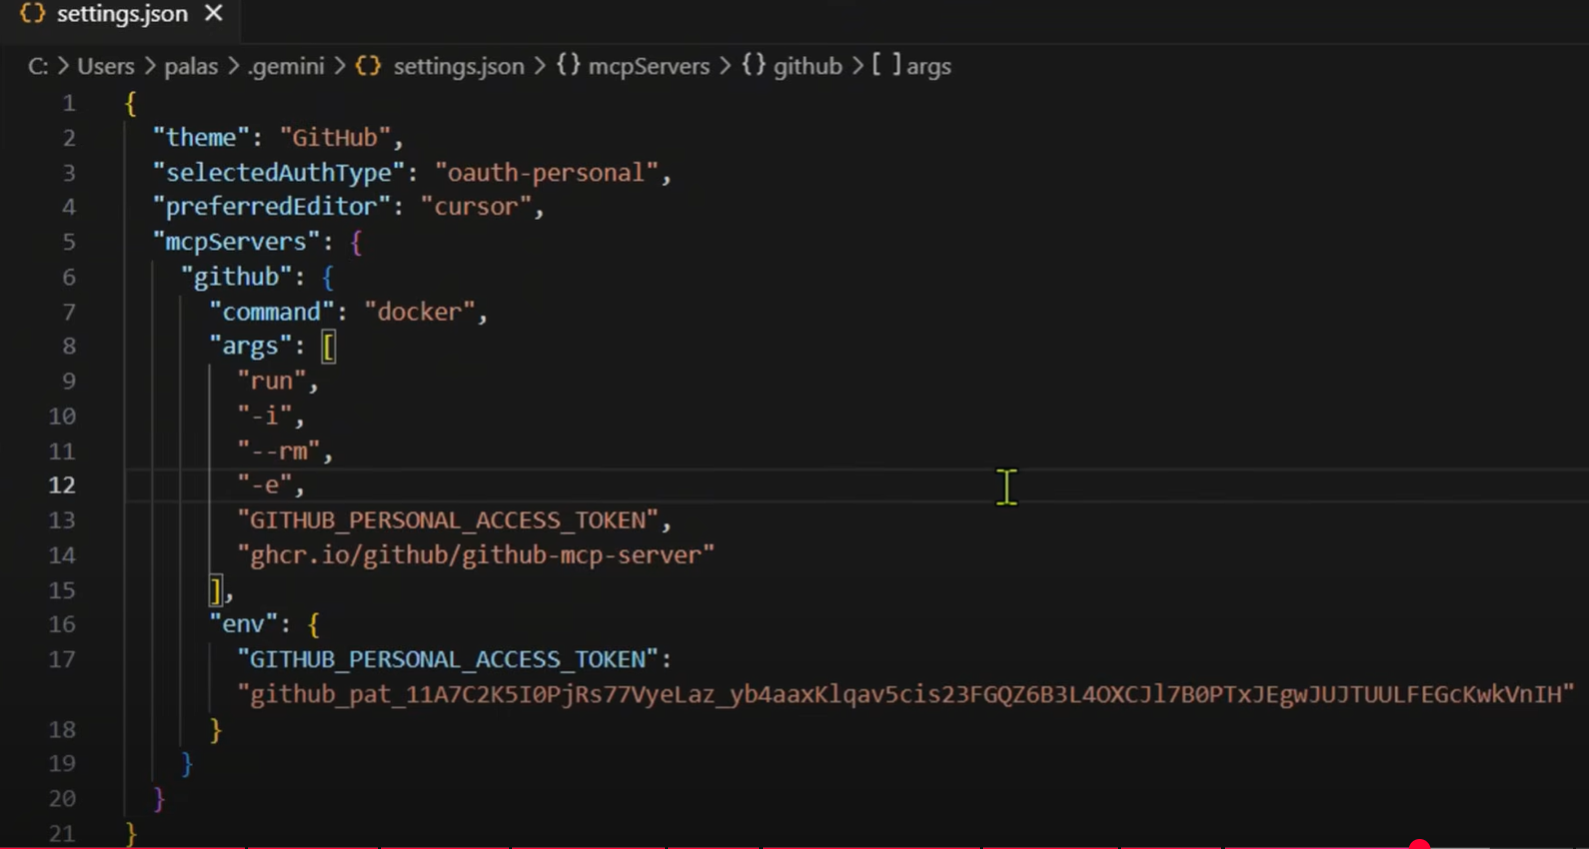 settings.json
C: > Users > palas > .gemini > {} settings.json > {} mcpServers > {} github > [ ] args
1 {
2 "theme": "GitHub",
3 "selectedAuthType": "oauth-personal",
4 "preferredEditor": "cursor",
5 "mcpServers": {
6 "github": {
7 "command": "docker",
8 "args": [
9 "run",
10 "-i",
11 "--rm",
12 "-e",
13 "GITHUB_PERSONAL_ACCESS_TOKEN",
14 "ghcr.io/github/github-mcp-server"
15 ],
16 "env": {
17 "GITHUB_PERSONAL_ACCESS_TOKEN":
"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"
18 }
19 }
20 }
21 }